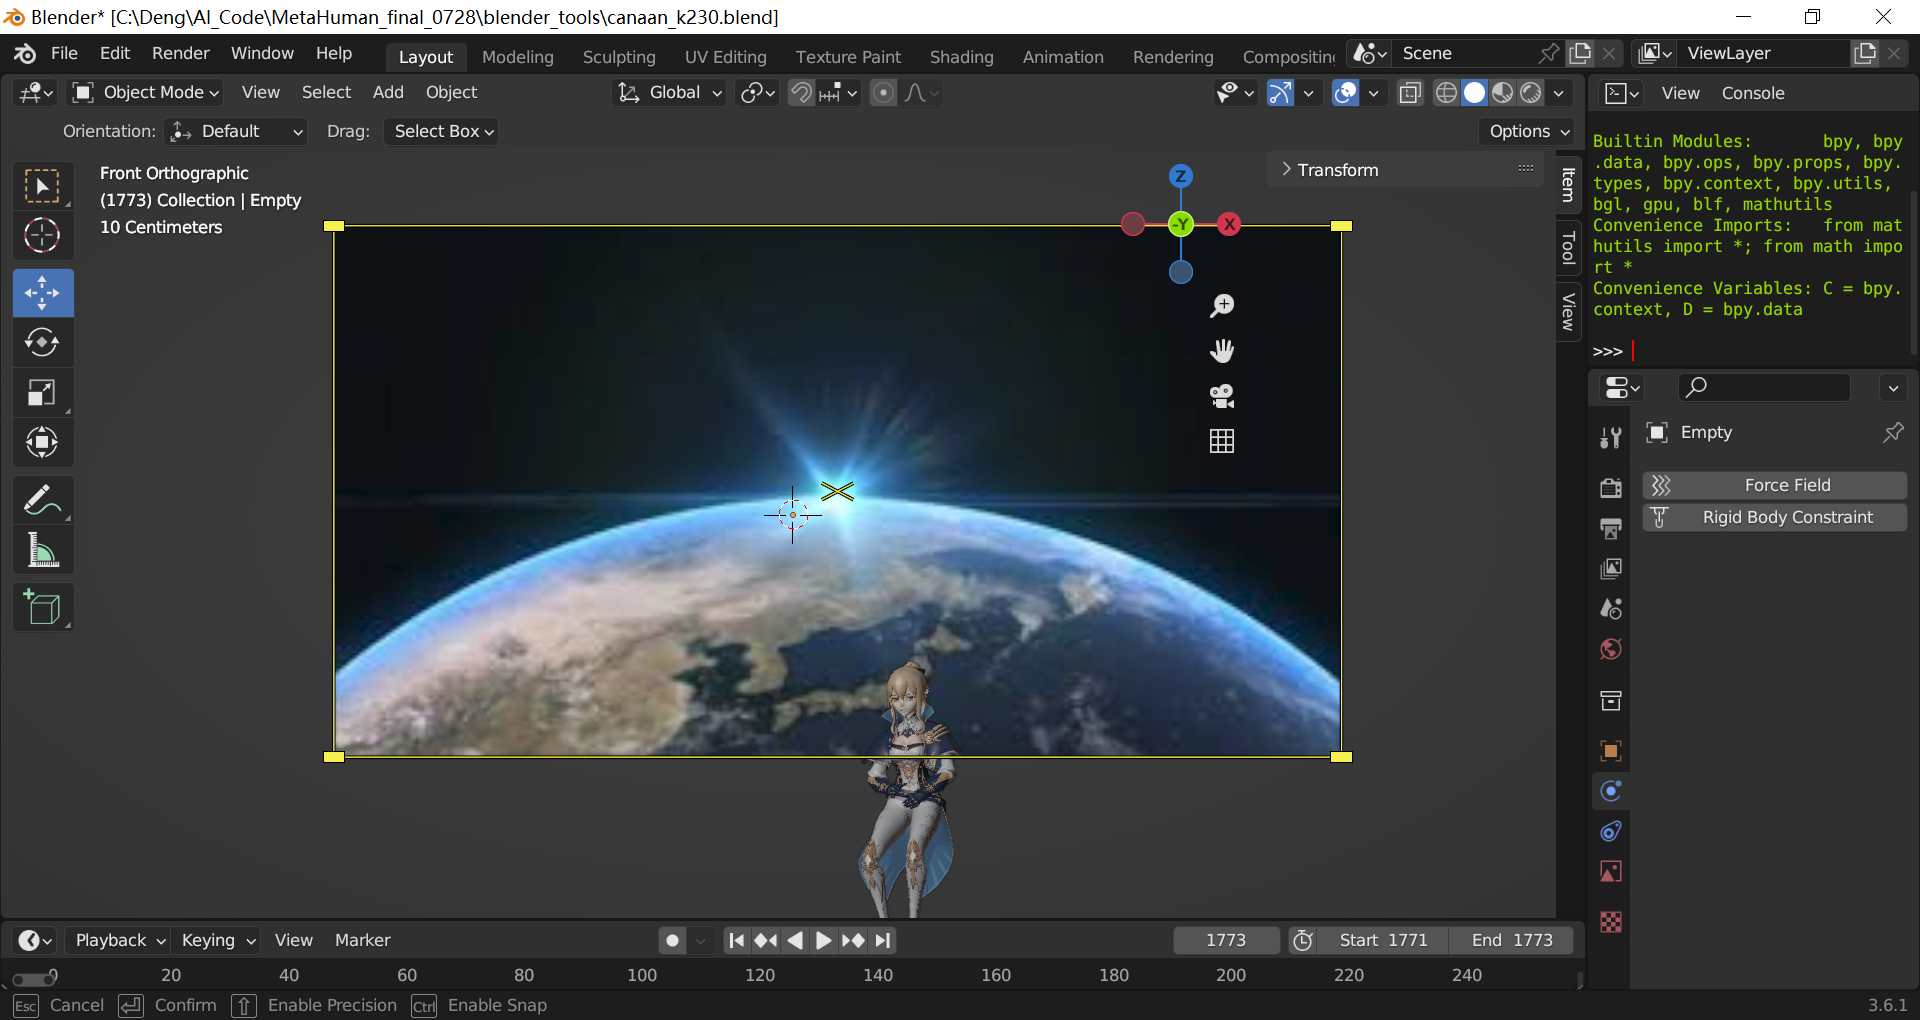 Blender* [C:\Deng\AI_Code\MetaHuman_final_0728\blender_tools\canaan_k230.blend]
File Edit Render Window Help Layout Modeling Sculpting UV Editing Texture Paint Shading Animation Rendering Compositing Scene ViewLayer
Object Mode View Select Add Object Global View Console
Orientation: Default Drag: Select Box Options
Front Orthographic
(1773) Collection | Empty
10 Centimeters
Transform
Z
-Y
X
Item
Tool
View
Builtin Modules: bpy, bpy
.data, bpy.ops, bpy.props, bpy.
types, bpy.context, bpy.utils,
bgl, gpu, blf, mathutils
Convenience Imports: from mat
hutils import *; from math impo
rt *
Convenience Variables: C = bpy.
context, D = bpy.data
>>>
Empty
Force Field
Rigid Body Constraint
Playback Keying View Marker 1773 Start 1771 End 1773
0 20 40 60 80 100 120 140 160 180 200 220 240
Esc Cancel Confirm Enable Precision Ctrl Enable Snap 3.6.1